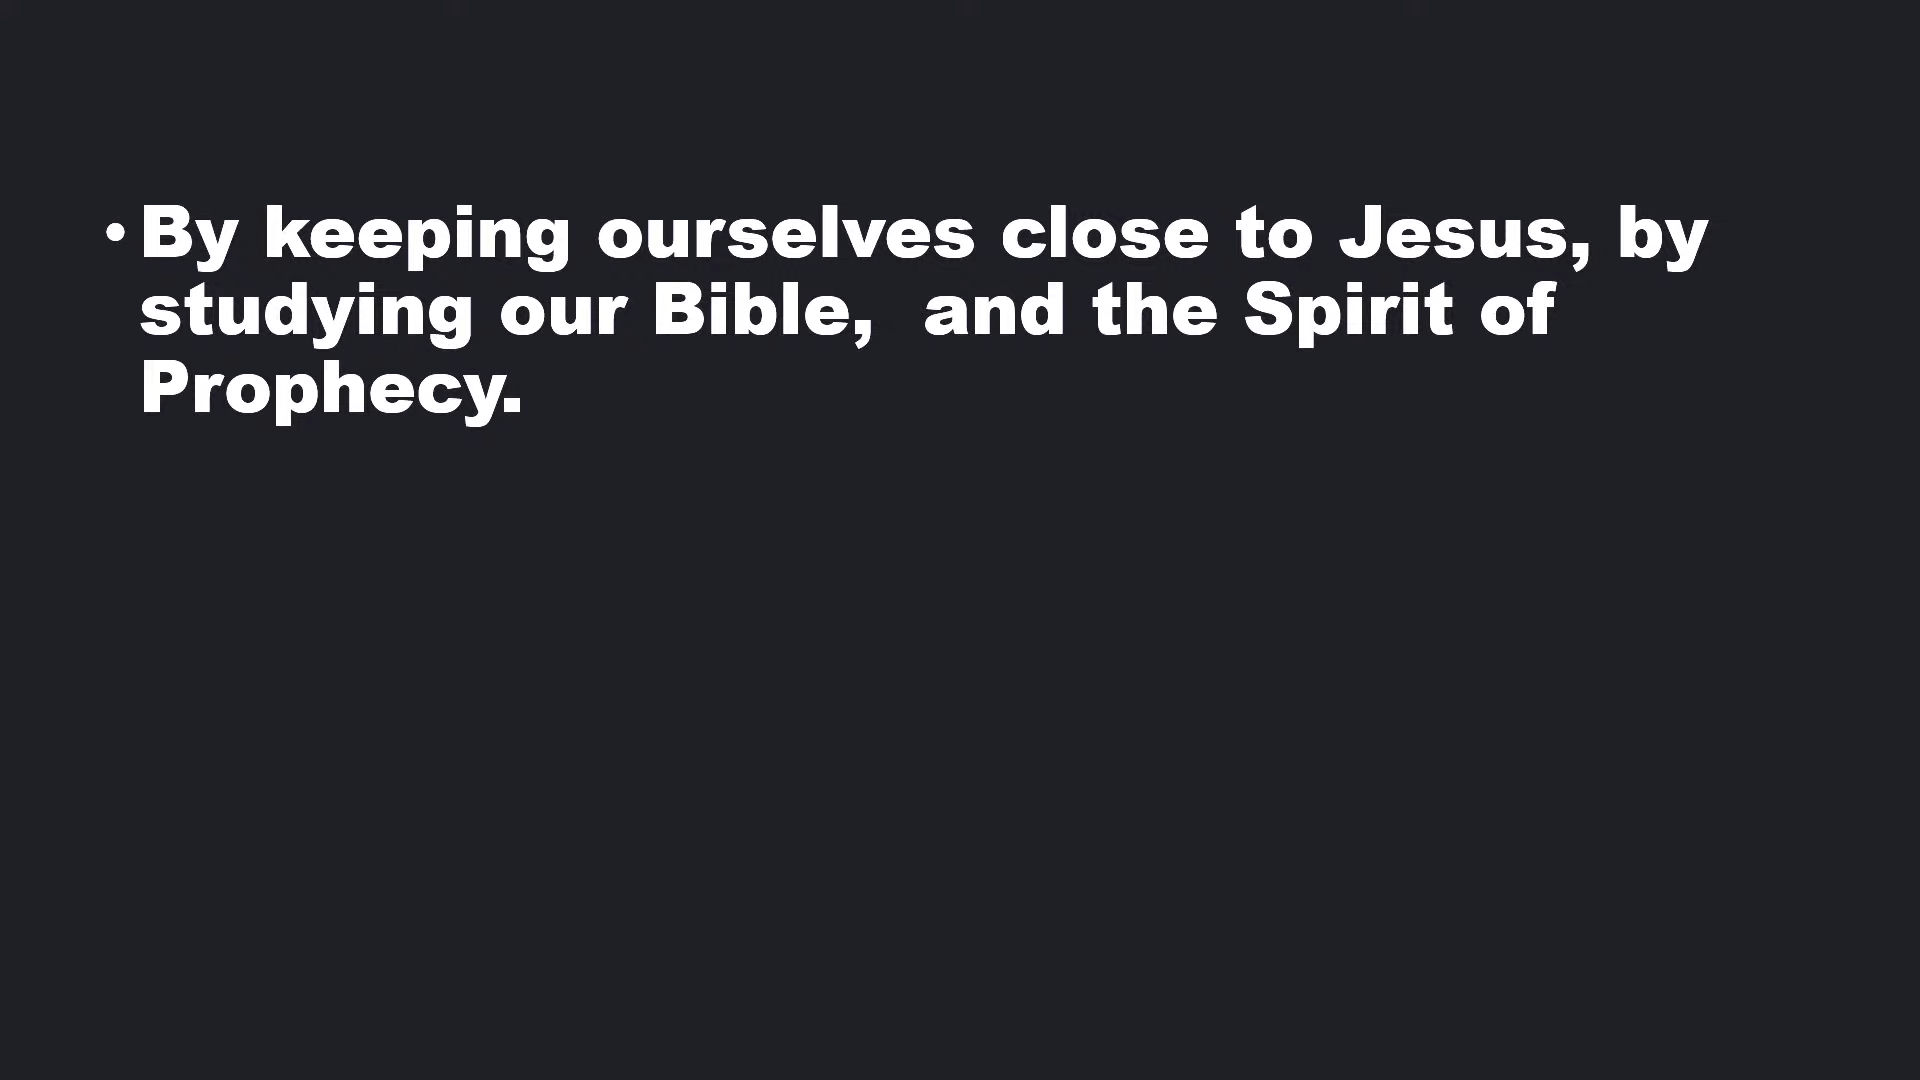 • By keeping ourselves close to Jesus, by
studying our Bible,  and the Spirit of
Prophecy.